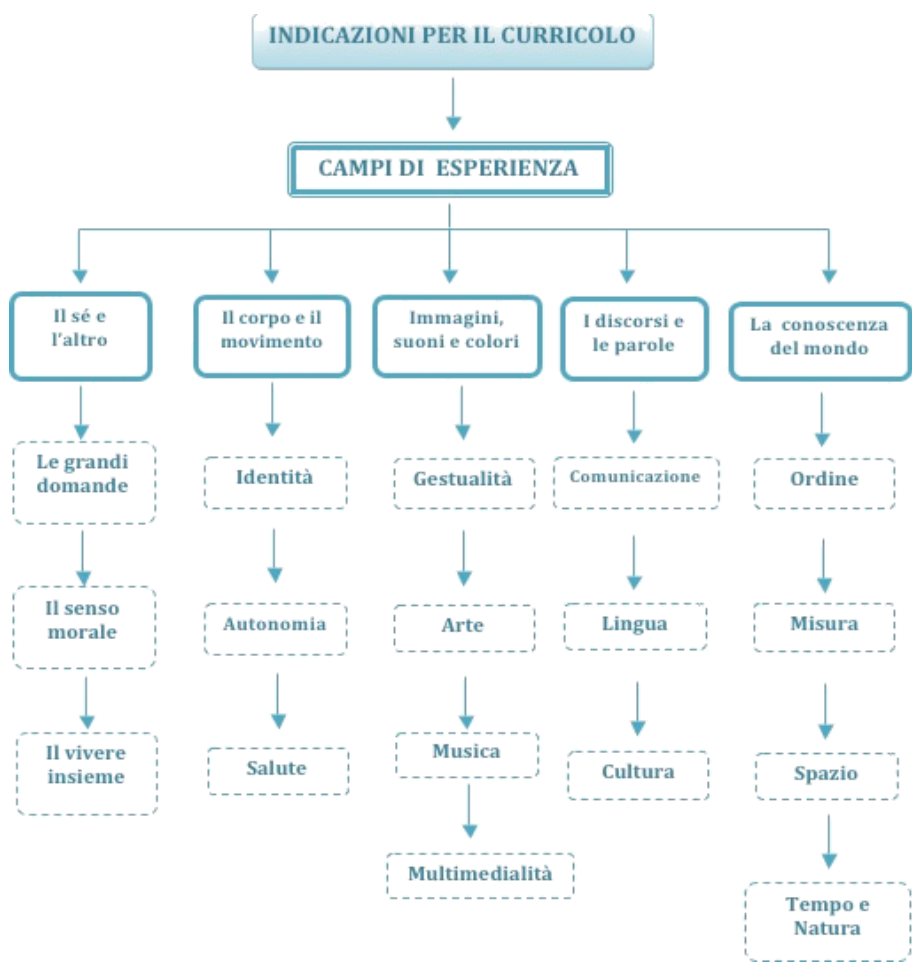 INDICAZIONI PER IL CURRICOLO
CAMPI DI ESPERIENZA
Il sé e
l'altro
Il corpo e il
movimento
Immagini,
suoni e colori
I discorsi e
le parole
La conoscenza
del mondo
Le grandi
domande
Identità
Gestualità
Comunicazione
Ordine
Il senso
morale
Autonomia
Arte
Lingua
Misura
Il vivere
insieme
Salute
Musica
Cultura
Spazio
Multimedialità
Tempo e
Natura